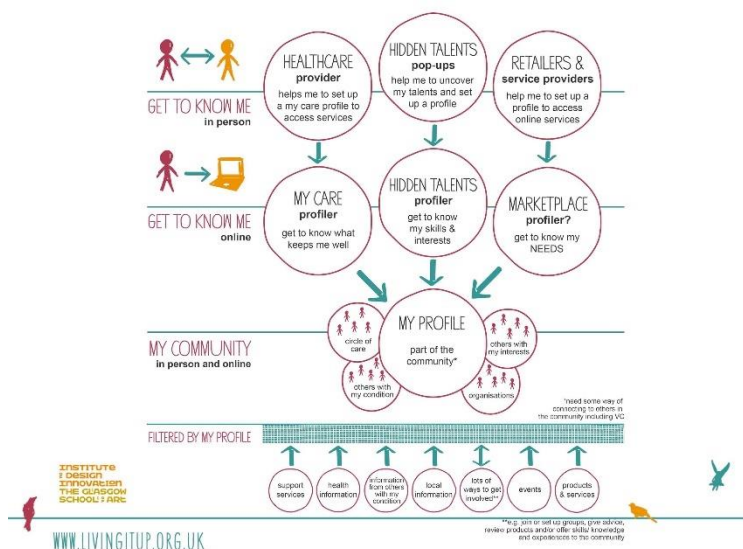 HEALTHCARE
provider
helps me to set up
a my care profile to
access services
HIDDEN TALENTS
pop-ups
help me to uncover
my talents and set
up a profile
RETAILERS &
service providers
help me to set up a
profile to access
online services
GET TO KNOW ME
in person
MY CARE
profiler
get to know what
keeps me well
HIDDEN TALENTS
profiler
get to know
my skills &
interests
MARKETPLACE
profiler?
get to know my
NEEDS
GET TO KNOW ME
online
MY PROFILE
part of the
community*
circle of
care
others with
my condition
others with
my interests
organisations
MY COMMUNITY
in person and online
*need some way of
connecting to others in
the community including VC
FILTERED BY MY PROFILE
support
services
health
information
information
from others
with my
condition
local
information
lots of
ways to get
involved**
events
products
& services
INSTITUTE
OF DESIGN
INNOVATION
THE GLASGOW
SCHOOL OF ART
**e.g. join or set up groups, give advice,
review products and/or offer skills/ knowledge
and experiences to the community
WWW.LIVINGITUP.ORG.UK